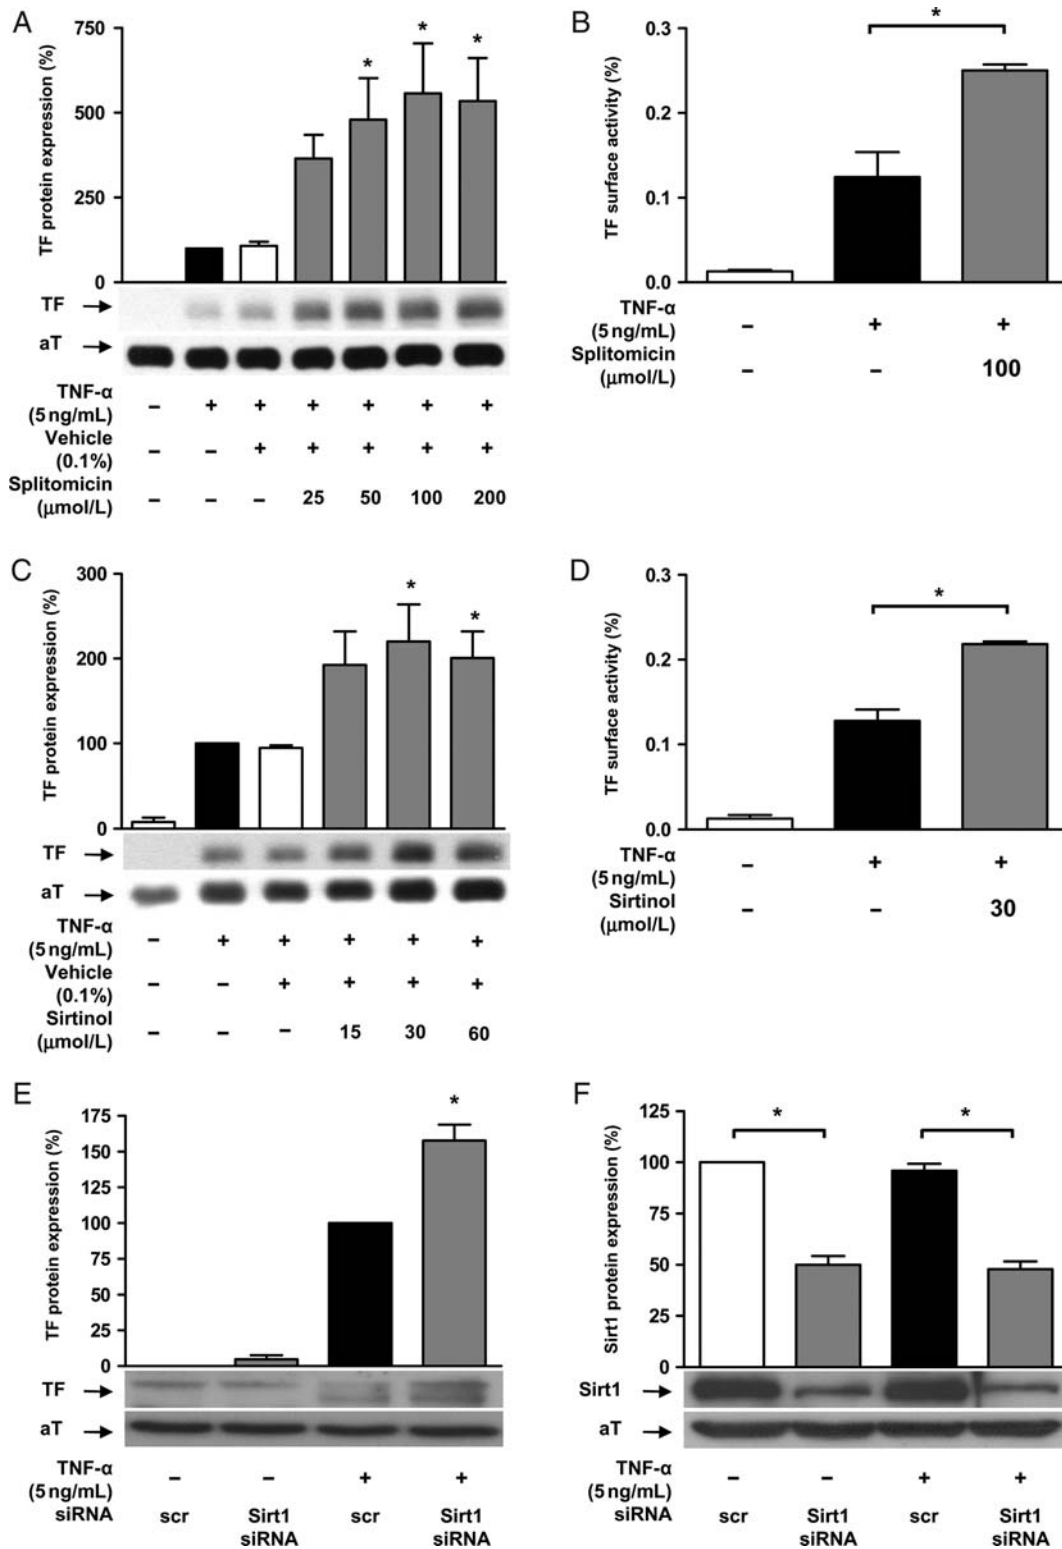 A
TF protein expression (%)
750
500
250
0
*
*
*
TF
aT
TNF-α
(5 ng/mL)
– + + + + + +
Vehicle
(0.1%)
– – + + + + +
Splitomicin
(μmol/L)
– – – 25 50 100 200
B
TF surface activity (%)
0.3
0.2
0.1
0.0
*
TNF-α
(5 ng/mL)
– + +
Splitomicin
(μmol/L)
– – 100
C
TF protein expression (%)
300
200
100
0
*
*
TF
aT
TNF-α
(5 ng/mL)
– + + + + +
Vehicle
(0.1%)
– – + + + +
Sirtinol
(μmol/L)
– – – 15 30 60
D
TF surface activity (%)
0.3
0.2
0.1
0.0
*
TNF-α
(5 ng/mL)
– + +
Sirtinol
(μmol/L)
– – 30
E
TF protein expression (%)
175
150
125
100
75
50
25
0
*
TF
aT
TNF-α
(5 ng/mL)
– – + +
siRNA
scr Sirt1 scr Sirt1
siRNA siRNA
F
Sirt1 protein expression (%)
125
100
75
50
25
0
*
*
Sirt1
aT
TNF-α
(5 ng/mL)
– – + +
siRNA
scr Sirt1 scr Sirt1
siRNA siRNA